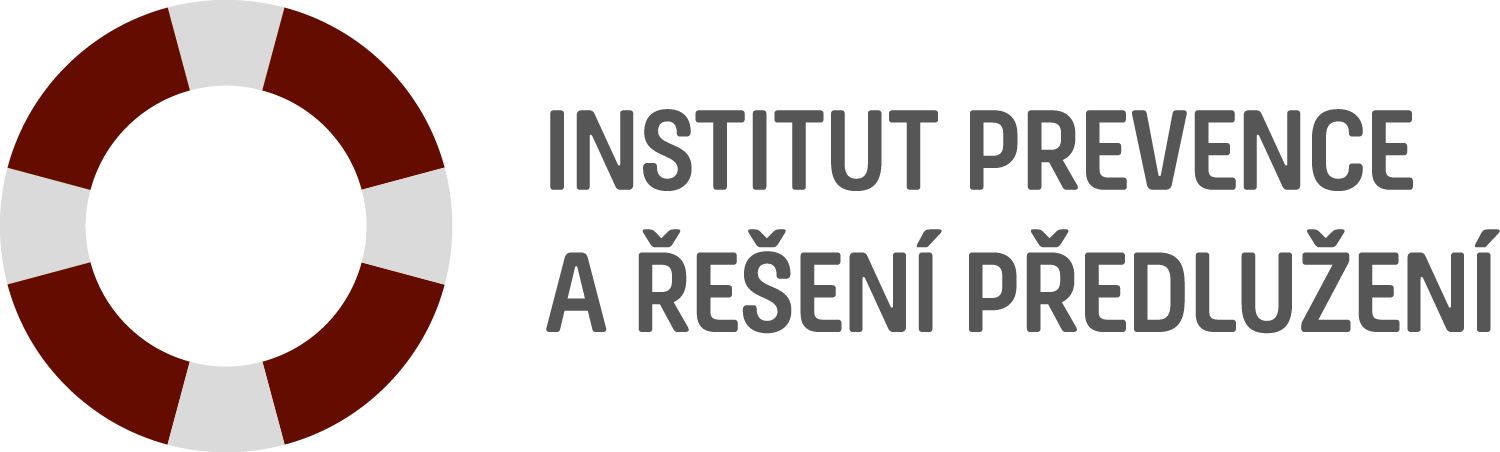 INSTITUT PREVENCE
A ŘEŠENÍ PŘEDLUŽENÍ